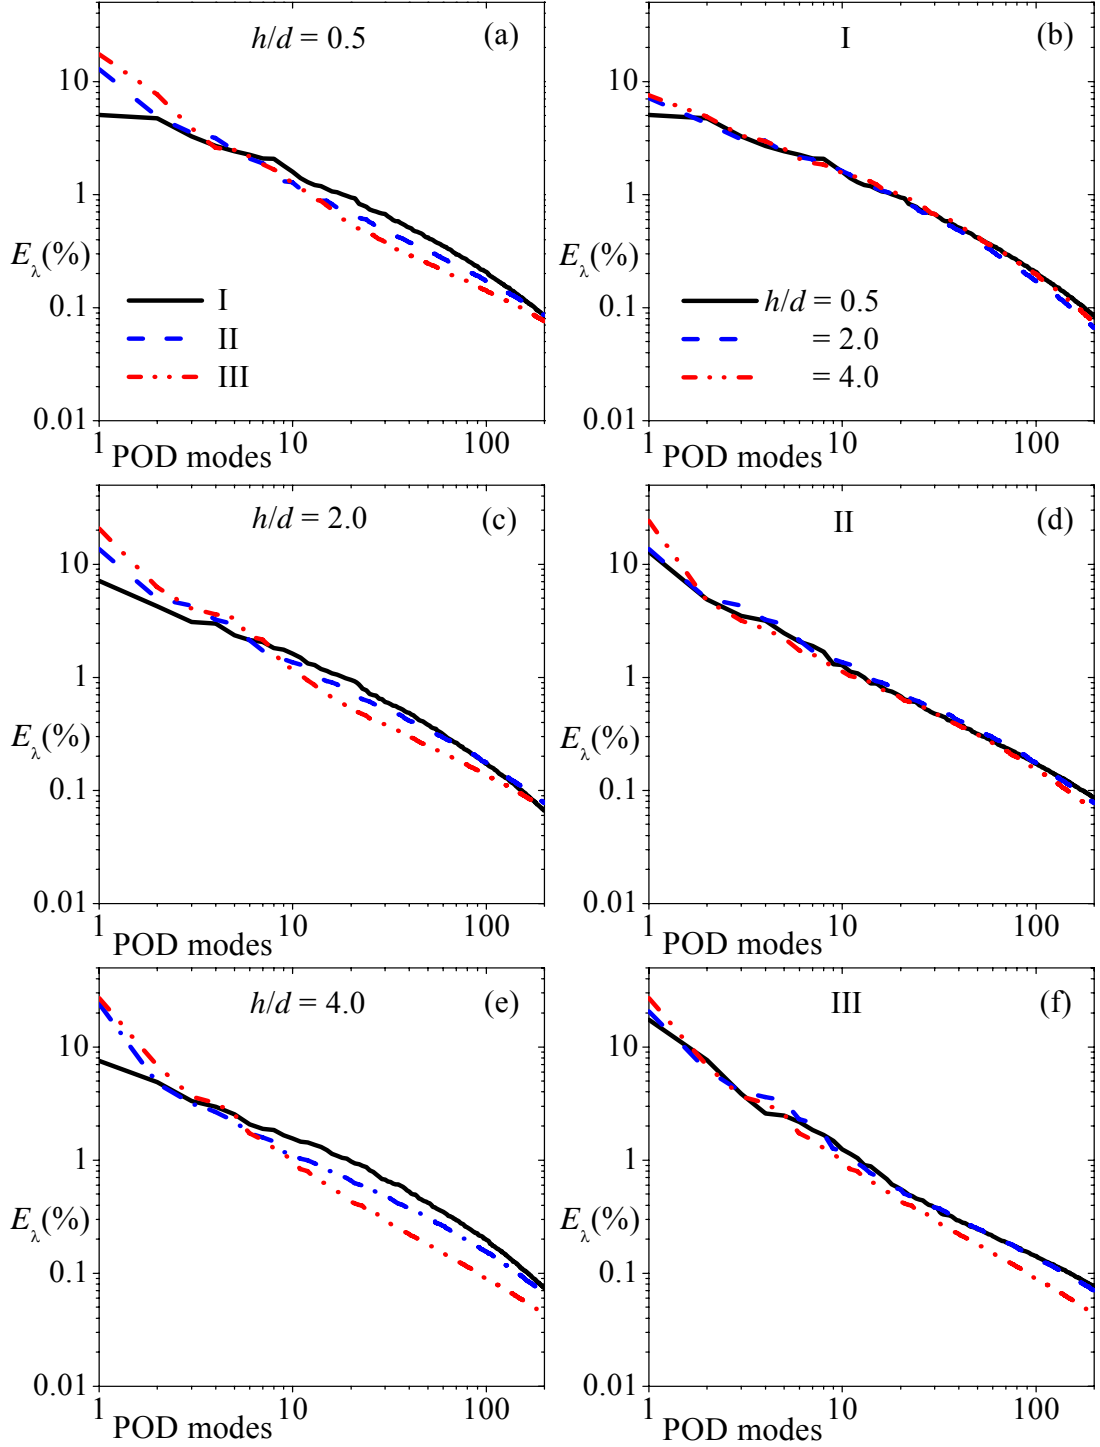 h/d = 0.5 (a)
10
1
E_λ(%)
0.1
0.01
I
II
III
1 10 100
POD modes
I (b)
10
1
E_λ(%)
0.1
0.01
h/d = 0.5
= 2.0
= 4.0
1 10 100
POD modes
h/d = 2.0 (c)
10
1
E_λ(%)
0.1
0.01
1 10 100
POD modes
II (d)
10
1
E_λ(%)
0.1
0.01
1 10 100
POD modes
h/d = 4.0 (e)
10
1
E_λ(%)
0.1
0.01
1 10 100
POD modes
III (f)
10
1
E_λ(%)
0.1
0.01
1 10 100
POD modes